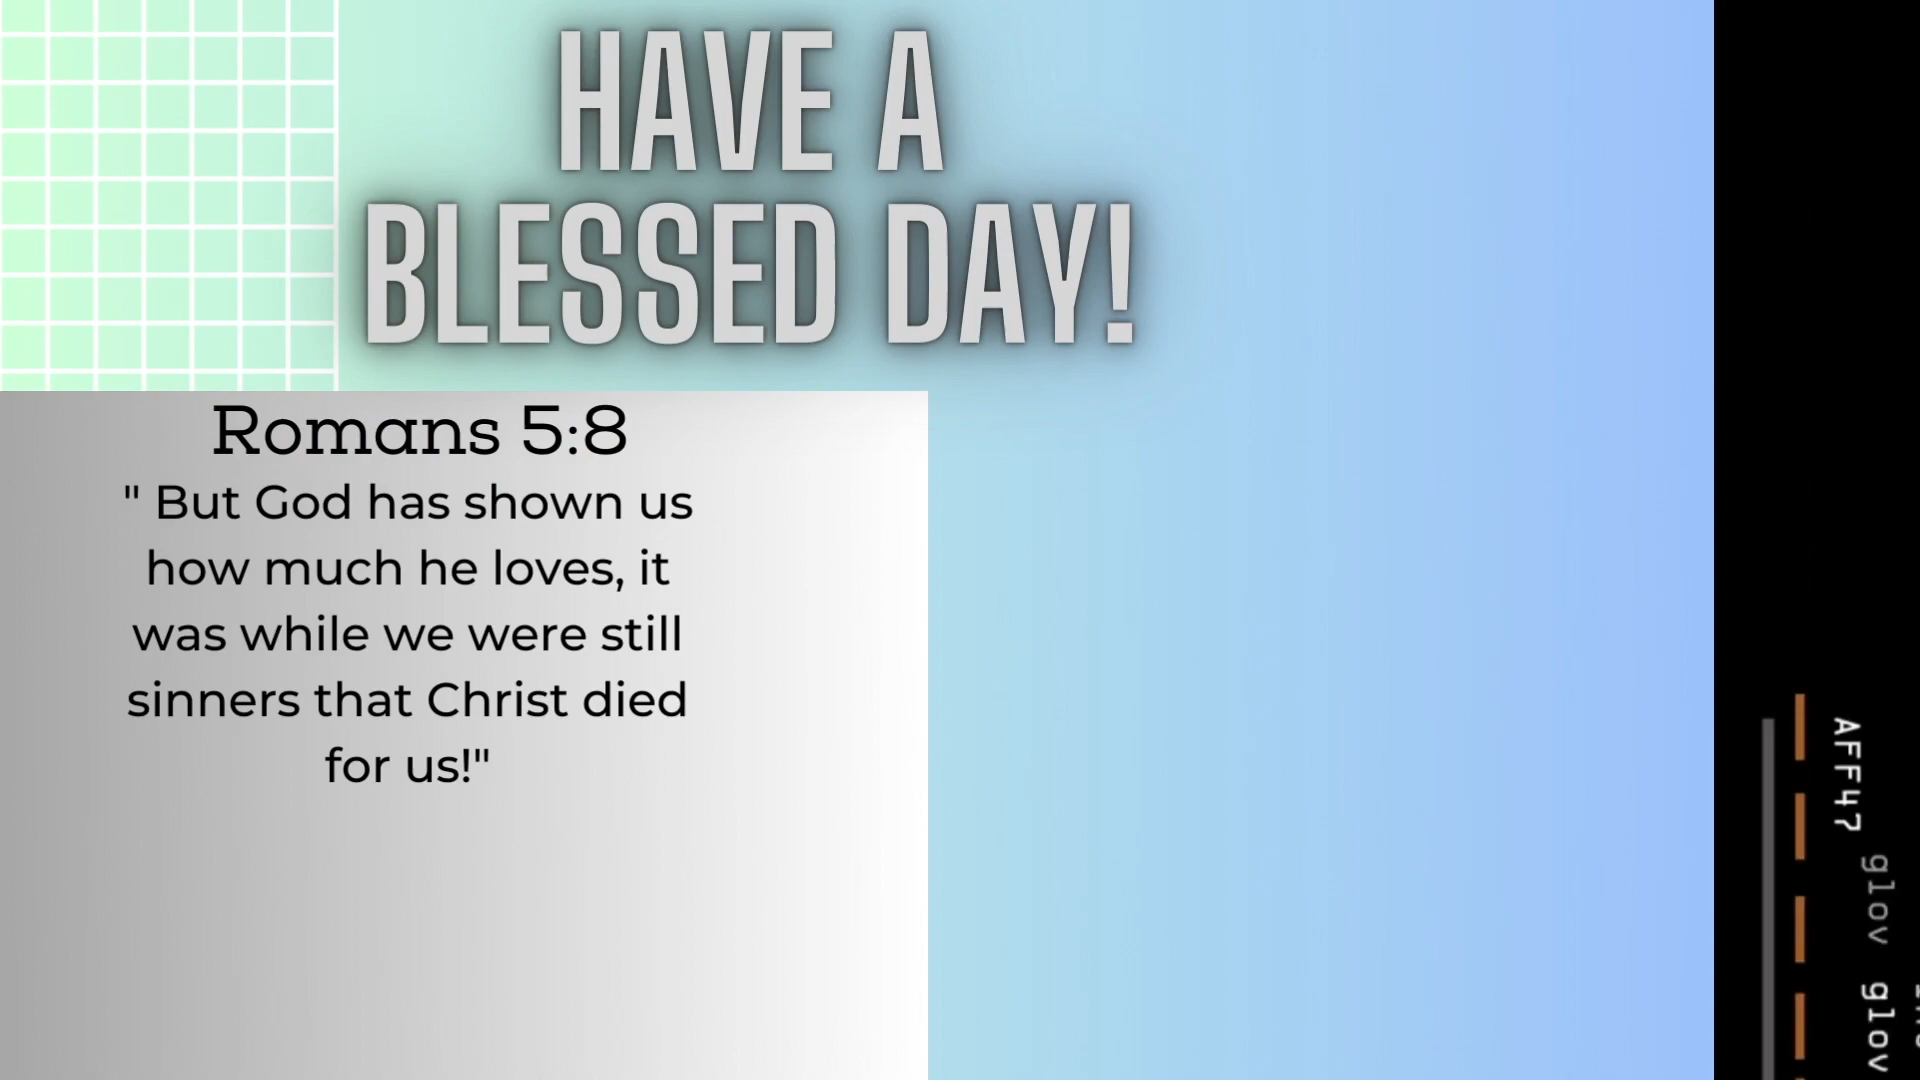 HAVE A
BLESSED DAY!
Romans 5:8
" But God has shown us
how much he loves, it
was while we were still
sinners that Christ died
for us!"
AFF47
glov
glov